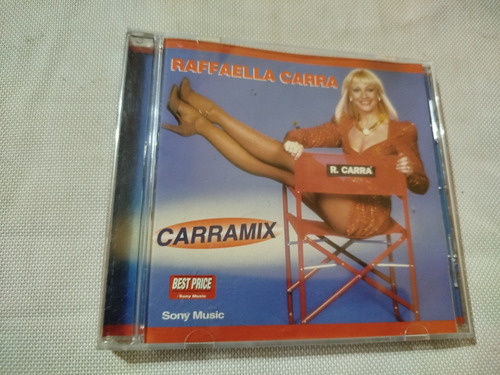 RAFFAELLA CARRA
R. CARRA
CARRAMIX
BEST PRICE
Sony Music
Sony Music